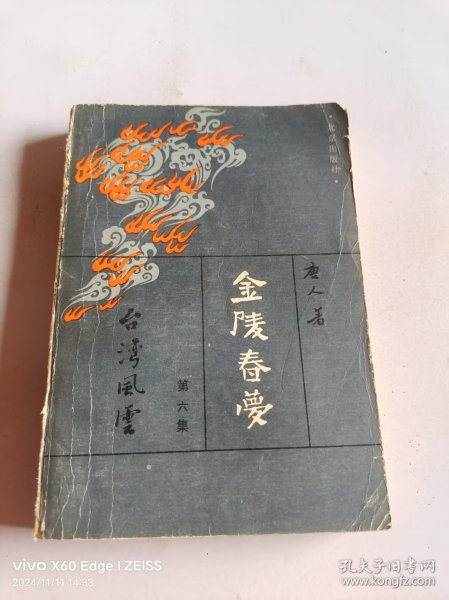 ·北京出版社·
唐人著
金陵春夢
第六集
台湾風雲
vivo X60 Edge | ZEISS
2024/11/11 14:33
孔夫子旧书网
www.kongfz.com